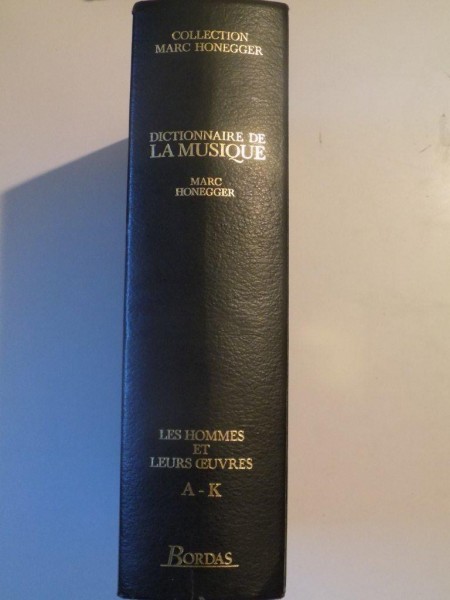 COLLECTION
MARC HONEGGER
DICTIONNAIRE DE
LA MUSIQUE
MARC
HONEGGER
LES HOMMES
ET
LEURS ŒUVRES
A - K
BORDAS